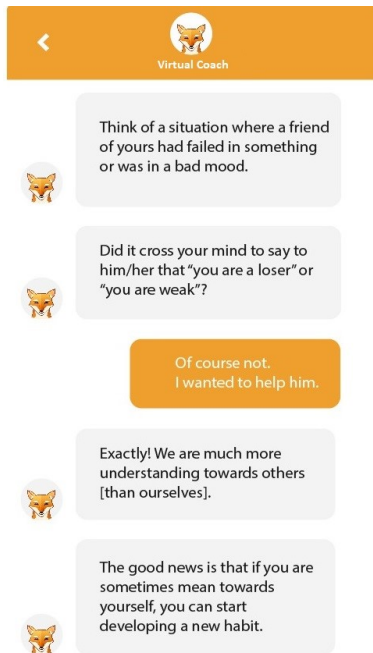 Virtual Coach
Think of a situation where a friend
of yours had failed in something
or was in a bad mood.
Did it cross your mind to say to
him/her that “you are a loser” or
“you are weak”?
Of course not.
I wanted to help him.
Exactly! We are much more
understanding towards others
[than ourselves].
The good news is that if you are
sometimes mean towards
yourself, you can start
developing a new habit.